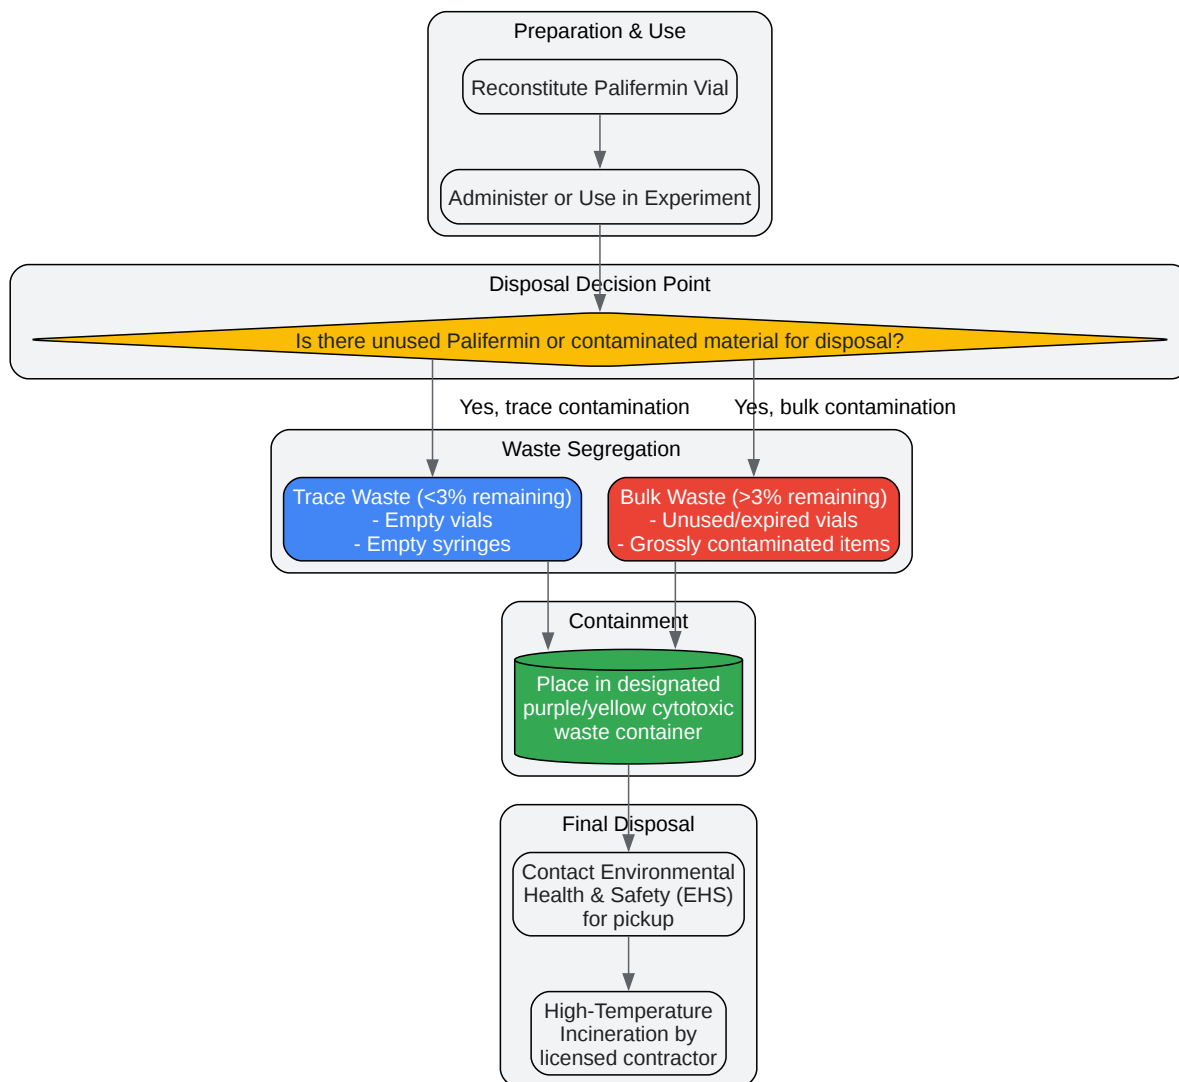 Preparation & Use
Reconstitute Palifermin Vial
Administer or Use in Experiment
Disposal Decision Point
Is there unused Palifermin or contaminated material for disposal?
Yes, trace contamination
Yes, bulk contamination
Waste Segregation
Trace Waste (<3% remaining)
- Empty vials
- Empty syringes
Bulk Waste (>3% remaining)
- Unused/expired vials
- Grossly contaminated items
Containment
Place in designated
purple/yellow cytotoxic
waste container
Final Disposal
Contact Environmental
Health & Safety (EHS)
for pickup
High-Temperature
Incineration by
licensed contractor